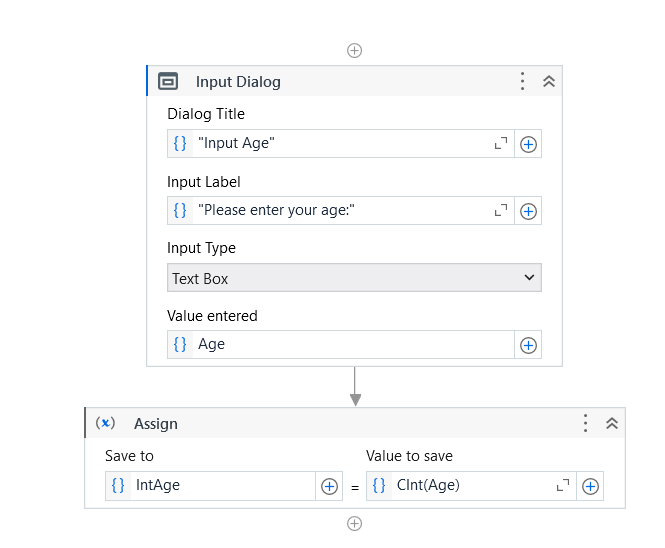 Input Dialog
Dialog Title
{} "Input Age"
Input Label
{} "Please enter your age:"
Input Type
Text Box
Value entered
{} Age
(x) Assign
Save to Value to save
{} IntAge = {} CInt(Age)